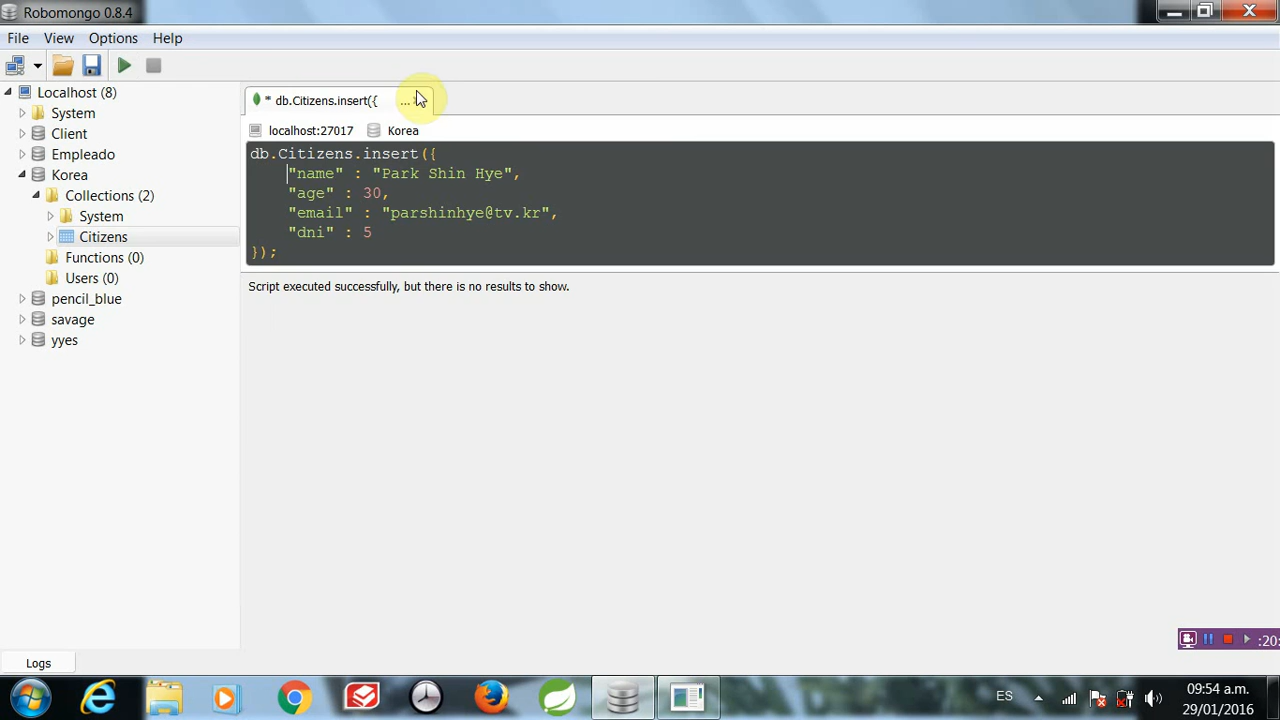 Robomongo 0.8.4
File View Options Help
Localhost (8)
System
Client
Empleado
Korea
Collections (2)
System
Citizens
Functions (0)
Users (0)
pencil_blue
savage
yyes
* db.Citizens.insert({ ...
localhost:27017 Korea
db.Citizens.insert({
"name" : "Park Shin Hye",
"age" : 30,
"email" : "parshinhye@tv.kr",
"dni" : 5
});
Script executed successfully, but there is no results to show.
:20
Logs
ES
09:54 a.m.
29/01/2016